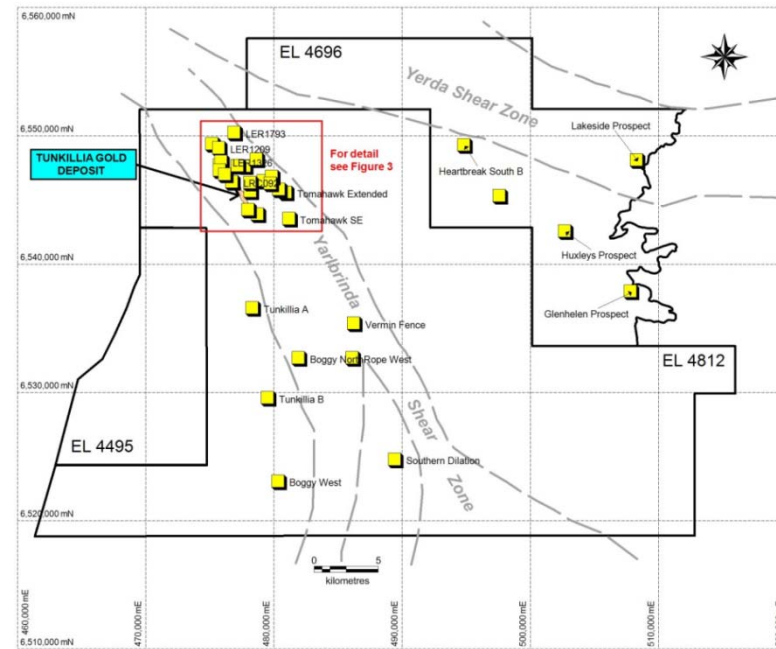 6,560,000 mN
EL 4696
Yerda Shear Zone
6,550,000 mN
LER1793
Lakeside Prospect
LER1299
TUNKILLIA GOLD
DEPOSIT
For detail
see Figure 3
Heartbreak South B
Tomahawk Extended
Tomahawk SE
Huxleys Prospect
6,540,000 mN
Yarlbrinda
Glenhelen Prospect
Tunkillia A
Vermin Fence
Boggy North
Rope West
EL 4812
6,530,000 mN
Tunkillia B
Shear
Zone
EL 4495
Southern Dilation
Boggy West
6,520,000 mN
0 5
kilometres
460,000 mE
470,000 mE
480,000 mE
490,000 mE
500,000 mE
510,000 mE
6,510,000 mN